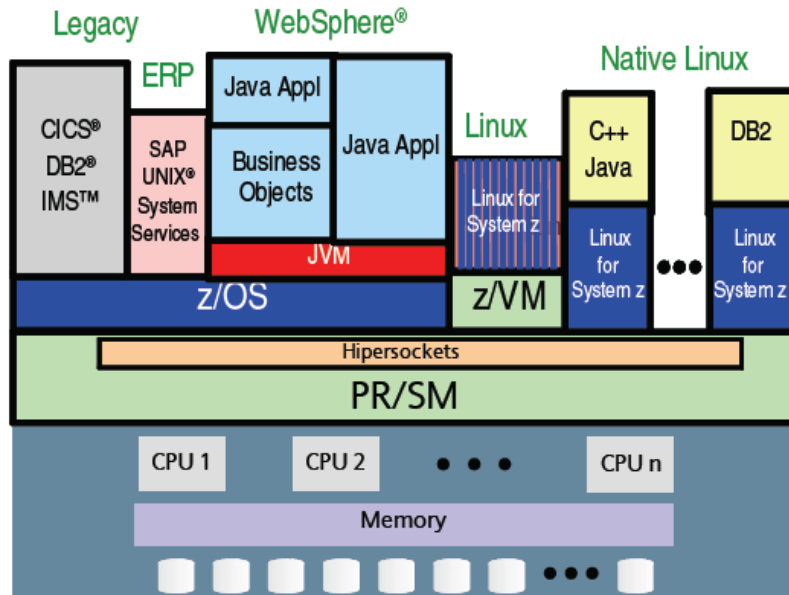 Legacy
WebSphere®
ERP
Native Linux
Linux
CICS®
DB2®
IMS™
SAP
UNIX®
System
Services
Java Appl
Business
Objects
Java Appl
JVM
Linux for
System z
C++
Java
DB2
Linux
for
System z
Linux
for
System z
z/OS
z/VM
Hipersockets
PR/SM
CPU 1
CPU 2
CPU n
Memory